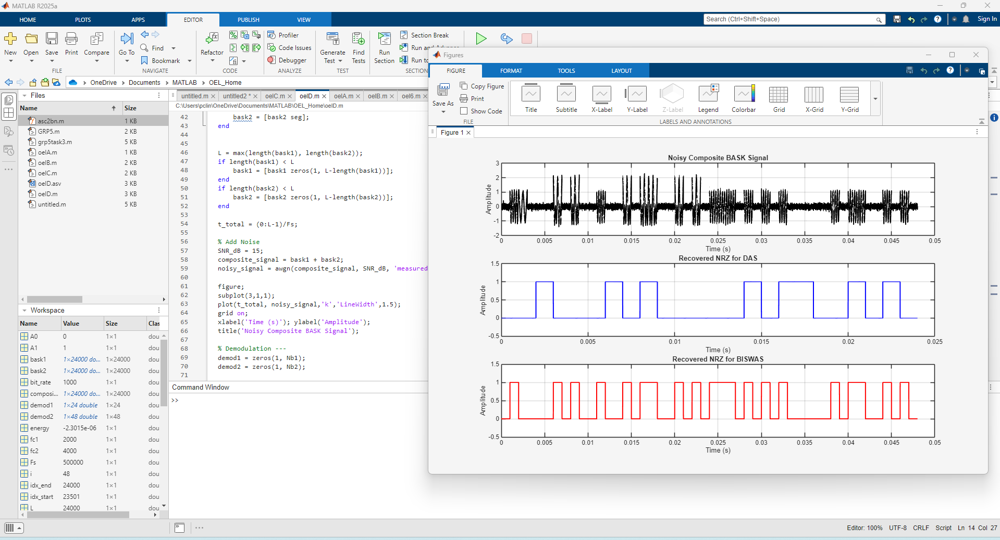 MATLAB R2025a
HOME PLOTS APPS EDITOR PUBLISH VIEW
Search (Ctrl+Shift+Space)
Sign In
New Open Save Print Compare
FILE
Go To
Find
Bookmark
NAVIGATE
Refactor
CODE
Profiler
Code Issues
Debugger
ANALYZE
Generate Test
Find Tests
TEST
Run Section
Section Break
Run and Advance
Run to
SECTION
OneDrive › Documents › MATLAB › OEL_Home
Files
Name Size
asc2bn.m 1 KB
GRP5.m 2 KB
grp5task3.m 5 KB
oelA.m 1 KB
oelB.m 2 KB
oelC.m 2 KB
oelD.asv 3 KB
oelD.m 3 KB
untitled.m 5 KB
Workspace
Name Value Size Clas
A0 0 1×1 dou
A1 1 1×1 dou
bask1 1×24000 do... 1×24000 dou
bask2 1×24000 do... 1×24000 dou
bit_rate 1000 1×1 dou
composi... 1×24000 do... 1×24000 dou
demod1 1×24 double 1×24 dou
demod2 1×48 double 1×48 dou
energy -2.3015e-06 1×1 dou
fc1 2000 1×1 dou
fc2 4000 1×1 dou
Fs 500000 1×1 dou
i 48 1×1 dou
idx_end 24000 1×1 dou
idx_start 23501 1×1 dou
L 24000 1×1 dou
untitled.m untitled2 * oelC.m oelD.m oelA.m oelB.m oel6.m
C:\Users\pclin\OneDrive\Documents\MATLAB\OEL_Home\oelD.m
42 bask2 = [bask2 seg];
43 end
44
45
46 L = max(length(bask1), length(bask2));
47 if length(bask1) < L
48 bask1 = [bask1 zeros(1, L-length(bask1))];
49 end
50 if length(bask2) < L
51 bask2 = [bask2 zeros(1, L-length(bask2))];
52 end
53
54 t_total = (0:L-1)/Fs;
55
56 % Add Noise
57 SNR_dB = 15;
58 composite_signal = bask1 + bask2;
59 noisy_signal = awgn(composite_signal, SNR_dB, 'measured
60
61 figure;
62 subplot(3,1,1);
63 plot(t_total, noisy_signal,'k','LineWidth',1.5);
64 grid on;
65 xlabel('Time (s)'); ylabel('Amplitude');
66 title('Noisy Composite BASK Signal');
67
68 % Demodulation ---
69 demod1 = zeros(1, Nb1);
70 demod2 = zeros(1, Nb2);
71
Command Window
>>
Figures
FIGURE FORMAT TOOLS LAYOUT
Save As
Copy Figure
Print
Show Code
FILE
Title Subtitle X-Label Y-Label Z-Label Legend Colorbar Grid X-Grid Y-Grid
LABELS AND ANNOTATIONS
Figure 1
Noisy Composite BASK Signal
Amplitude
3
2
1
0
-1
-2
0 0.005 0.01 0.015 0.02 0.025 0.03 0.035 0.04 0.045 0.05
Time (s)
Recovered NRZ for DAS
Amplitude
1.5
1
0.5
0
-0.5
0 0.005 0.01 0.015 0.02 0.025
Time (s)
Recovered NRZ for BISWAS
Amplitude
1.5
1
0.5
0
-0.5
0 0.005 0.01 0.015 0.02 0.025 0.03 0.035 0.04 0.045 0.05
Time (s)
Editor: 100% UTF-8 CRLF Script Ln 14 Col 27